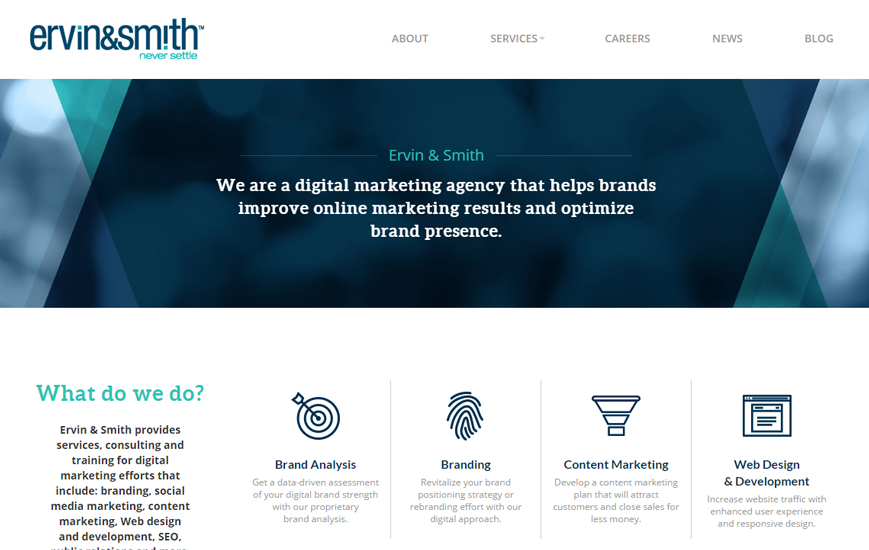 ervin&smith™
never settle
ABOUT
SERVICES
CAREERS
NEWS
BLOG
Ervin & Smith
We are a digital marketing agency that helps brands
improve online marketing results and optimize
brand presence.
What do we do?
Ervin & Smith provides
services, consulting and
training for digital
marketing efforts that
include: branding, social
media marketing, content
marketing, Web design
and development, SEO,
public relations and more.
Brand Analysis
Get a data-driven assessment
of your digital brand strength
with our proprietary
brand analysis.
Branding
Revitalize your brand
positioning strategy or
rebranding effort with our
digital approach.
Content Marketing
Develop a content marketing
plan that will attract
customers and close sales for
less money.
Web Design
& Development
Increase website traffic with
enhanced user experience
and responsive design.